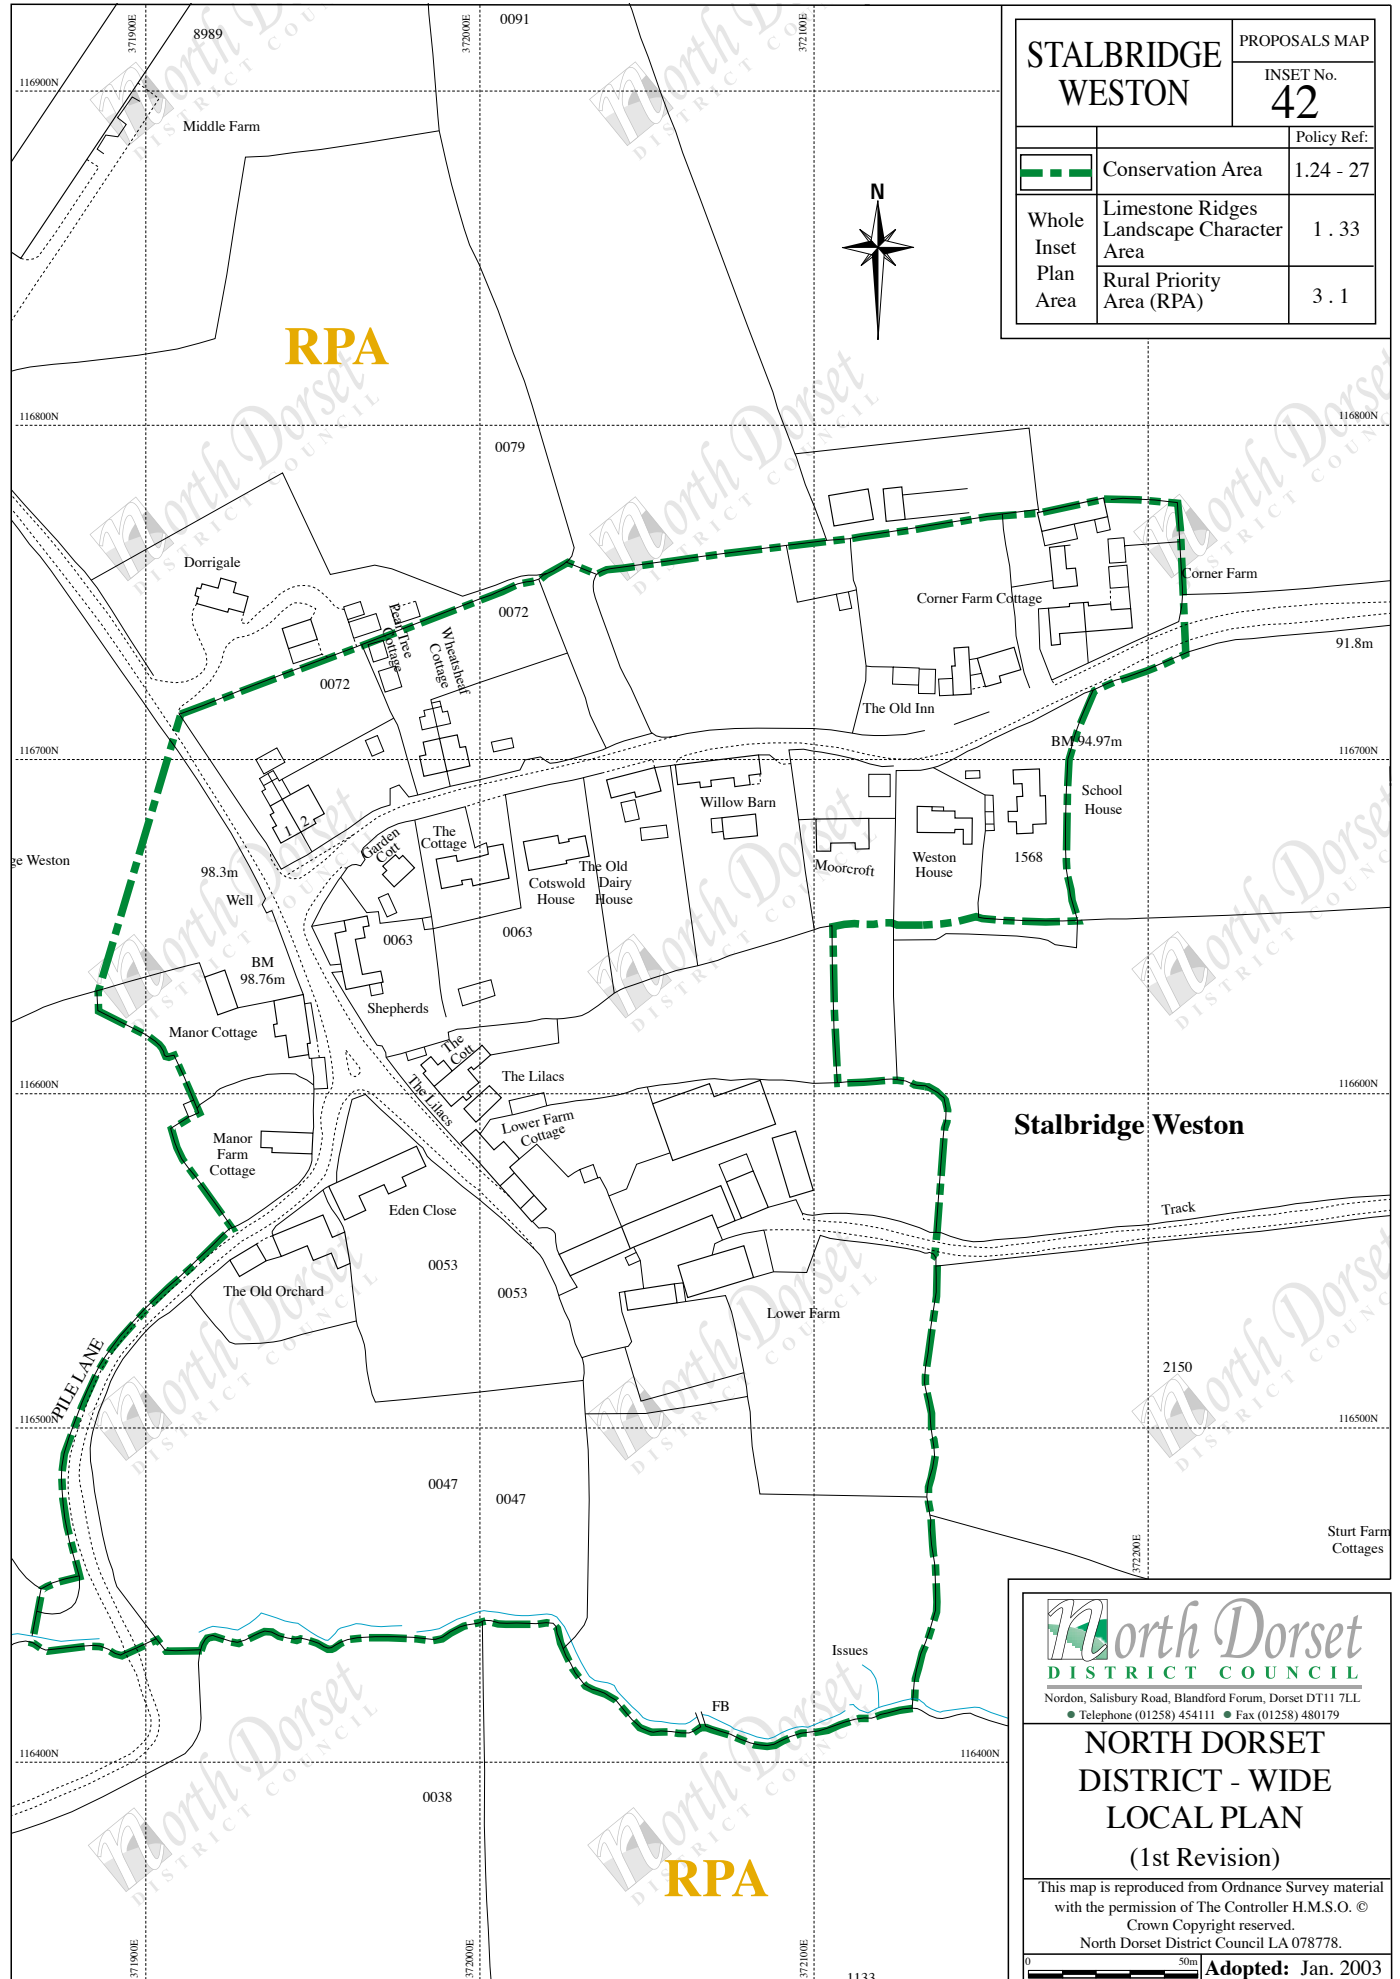 STALBRIDGE
WESTON
PROPOSALS MAP
INSET No.
42
Policy Ref:
Conservation Area
1.24 - 27
Whole
Inset
Plan
Area
Limestone Ridges
Landscape Character
Area
1 . 33
Rural Priority
Area (RPA)
3 . 1
371900E
8989
372000E
0091
372100E
116900N
Middle Farm
N
RPA
116800N
116800N
0079
Dorrigale
Pear Tree
Cottage
Wheatsheaf
Cottage
0072
0072
Corner Farm
Corner Farm Cottage
91.8m
The Old Inn
116700N
BM 94.97m
116700N
School
House
Willow Barn
1 2
Garden
Cott
The
Cottage
The Old
Dairy
House
Cotswold
House
Moorcroft
Weston
House
1568
ge Weston
98.3m
Well
0063
0063
BM
98.76m
Shepherds
Manor Cottage
The
Cott
The Lilacs
The Lilacs
116600N
116600N
Lower Farm
Cottage
Stalbridge Weston
Manor
Farm
Cottage
Eden Close
Track
0053
0053
The Old Orchard
Lower Farm
PILE LANE
2150
116500N
116500N
0047
0047
372200E
Sturt Farm
Cottages
Issues
FB
116400N
116400N
0038
RPA
371900E
372000E
372100E
1133
North Dorset
DISTRICT COUNCIL
Nordon, Salisbury Road, Blandford Forum, Dorset DT11 7LL
Telephone (01258) 454111 Fax (01258) 480179
NORTH DORSET
DISTRICT - WIDE
LOCAL PLAN
(1st Revision)
This map is reproduced from Ordnance Survey material
with the permission of The Controller H.M.S.O. ©
Crown Copyright reserved.
North Dorset District Council LA 078778.
0 50m
Adopted: Jan. 2003